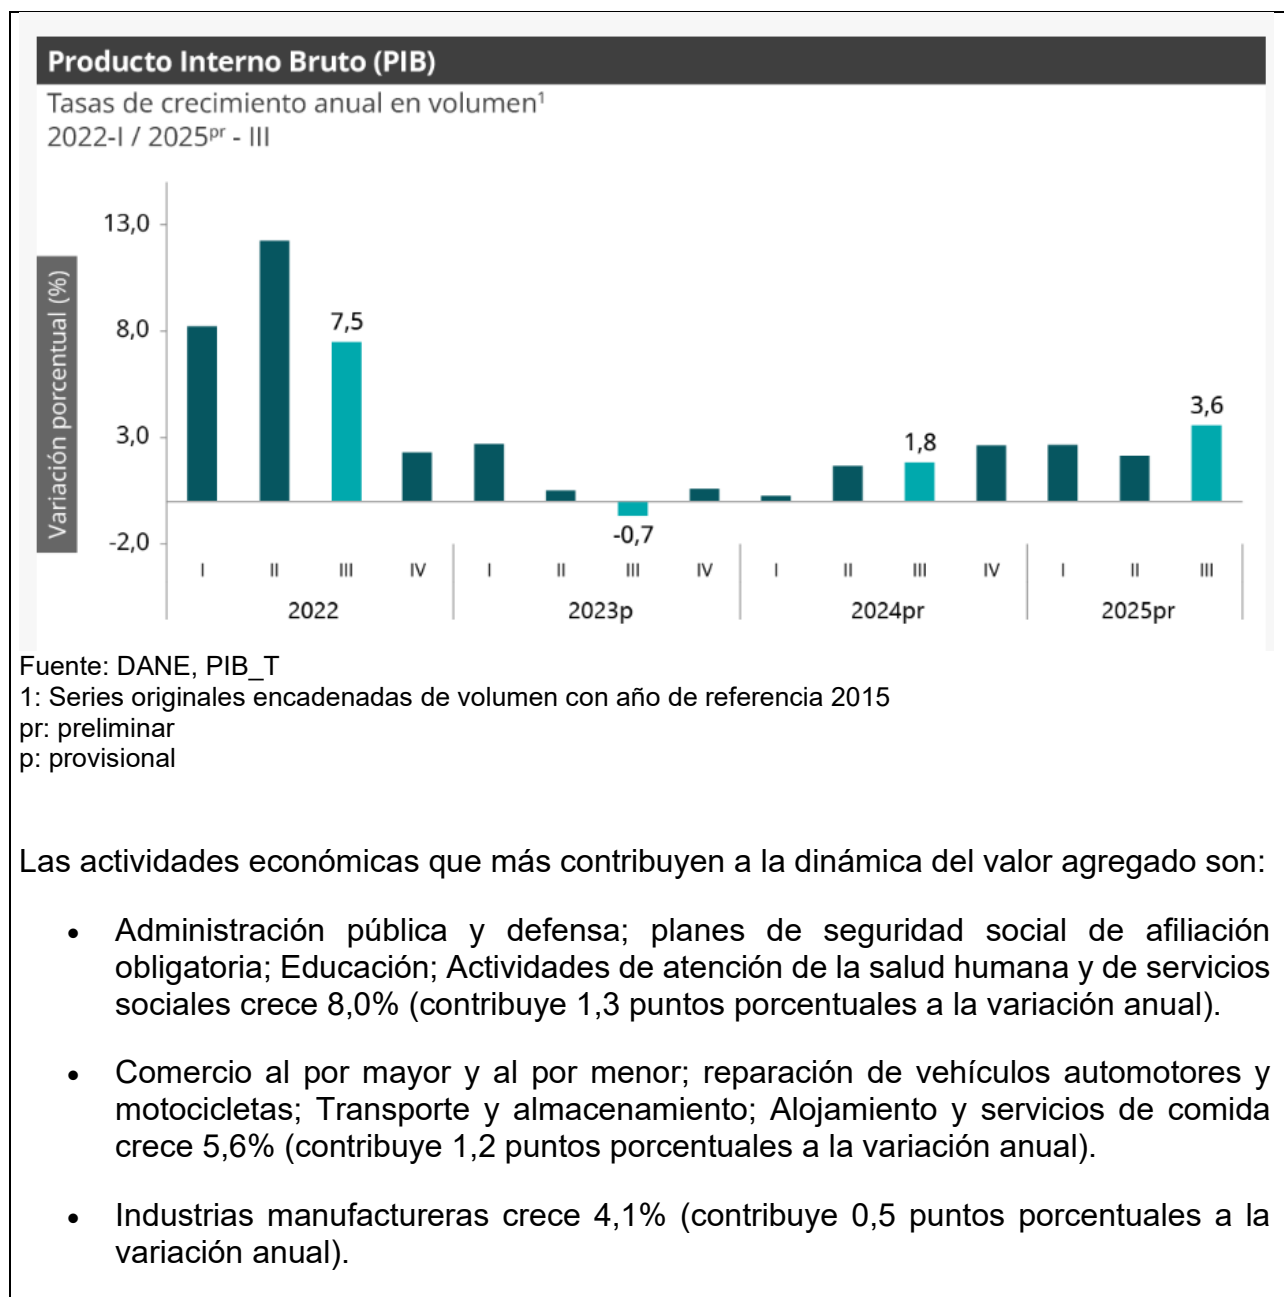 Producto Interno Bruto (PIB)
Tasas de crecimiento anual en volumen¹
2022-I / 2025ᵖʳ - III
Variación porcentual (%)
13,0
8,0
3,0
-2,0
7,5
-0,7
1,8
3,6
I II III IV I II III IV I II III IV I II III
2022 2023p 2024pr 2025pr
Fuente: DANE, PIB_T
1: Series originales encadenadas de volumen con año de referencia 2015
pr: preliminar
p: provisional
Las actividades económicas que más contribuyen a la dinámica del valor agregado son:
• Administración pública y defensa; planes de seguridad social de afiliación
obligatoria; Educación; Actividades de atención de la salud humana y de servicios
sociales crece 8,0% (contribuye 1,3 puntos porcentuales a la variación anual).
• Comercio al por mayor y al por menor; reparación de vehículos automotores y
motocicletas; Transporte y almacenamiento; Alojamiento y servicios de comida
crece 5,6% (contribuye 1,2 puntos porcentuales a la variación anual).
• Industrias manufactureras crece 4,1% (contribuye 0,5 puntos porcentuales a la
variación anual).